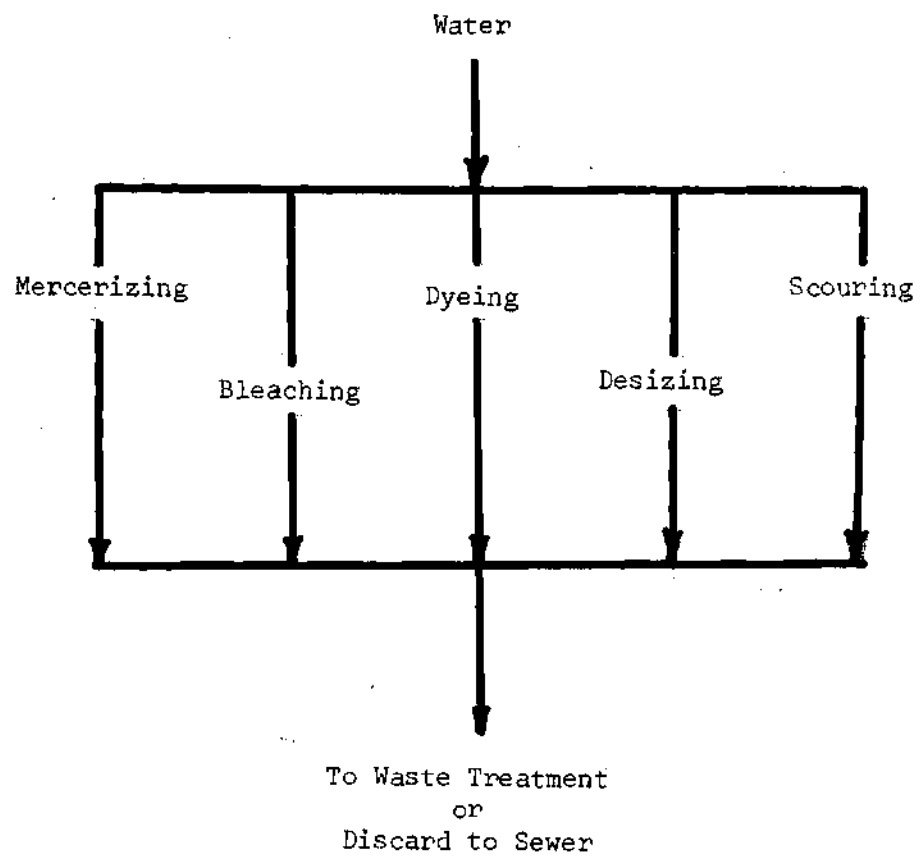 Water
Mercerizing
Dyeing
Scouring
Bleaching
Desizing
To Waste Treatment
or
Discard to Sewer